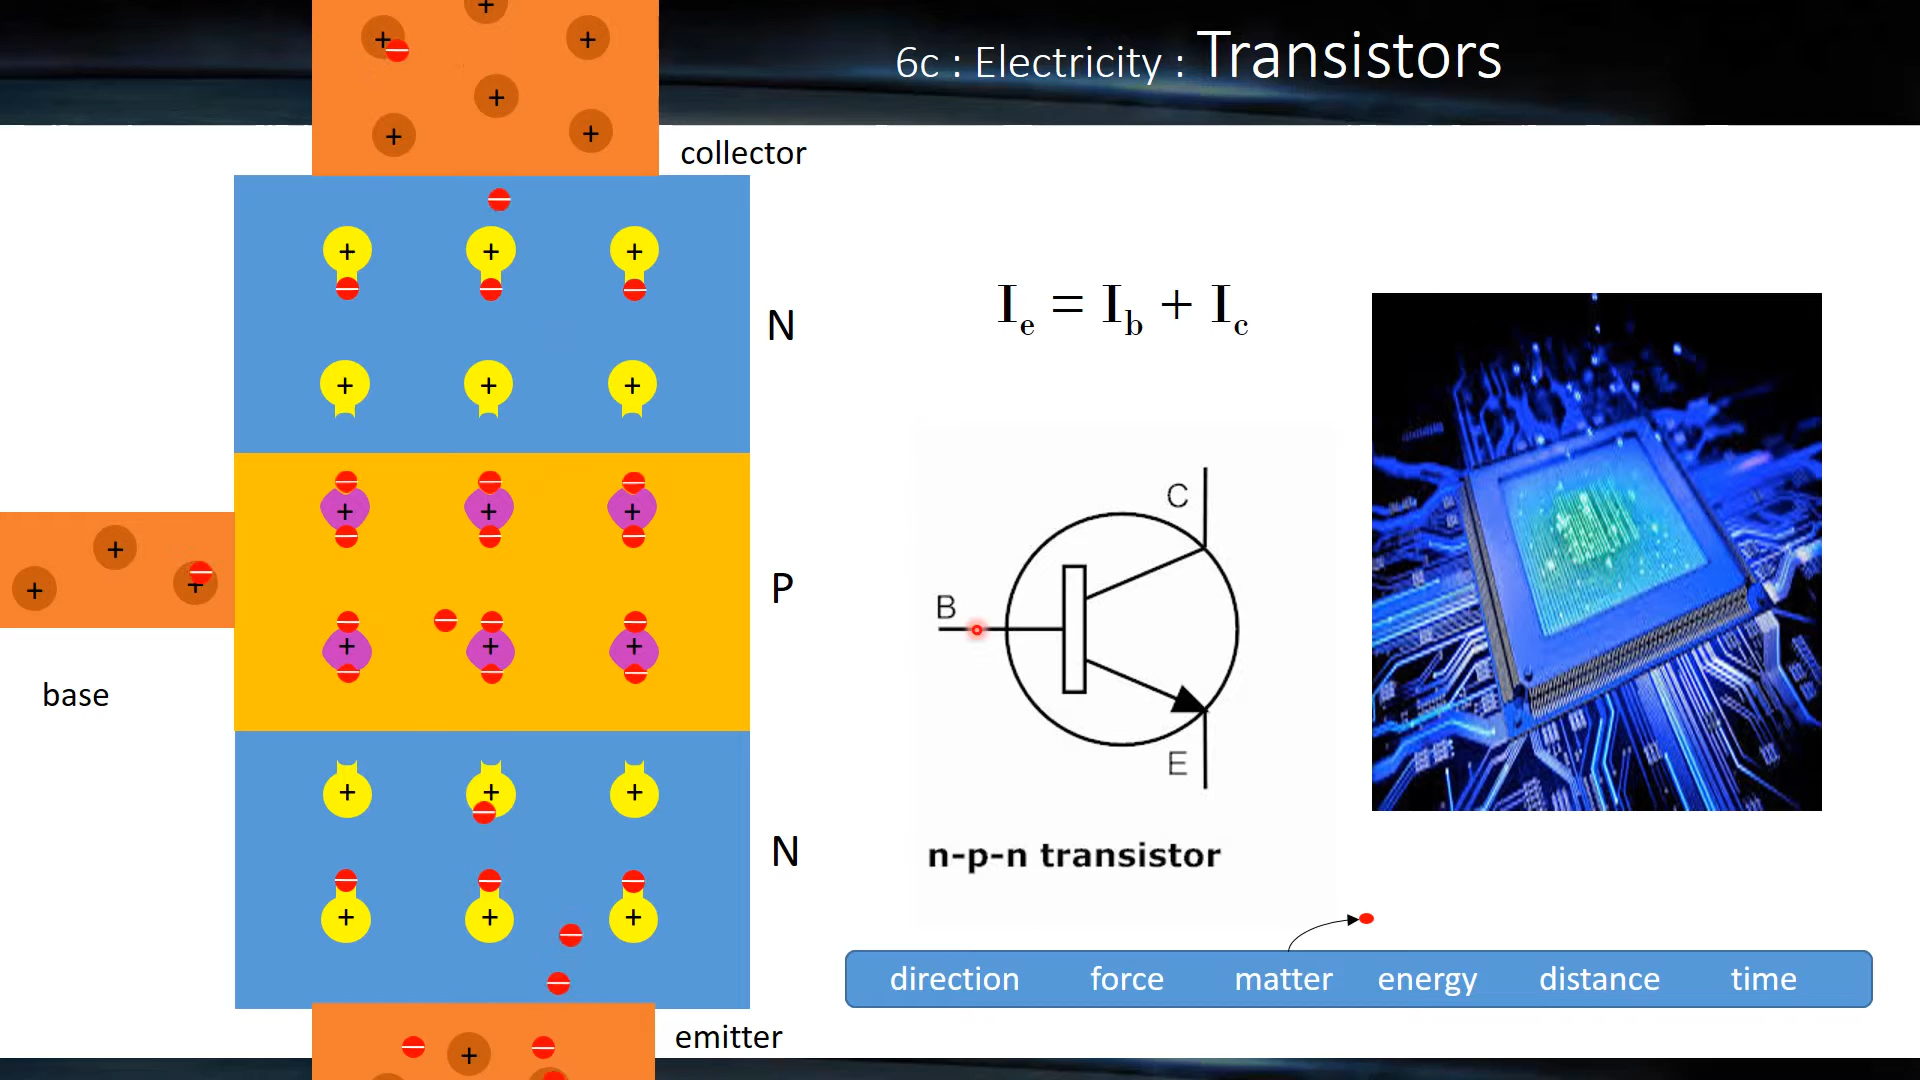 6c : Electricity : Transistors
collector
N
P
N
base
emitter
Ie = Ib + Ic
C
B
E
n-p-n transistor
direction force matter energy distance time